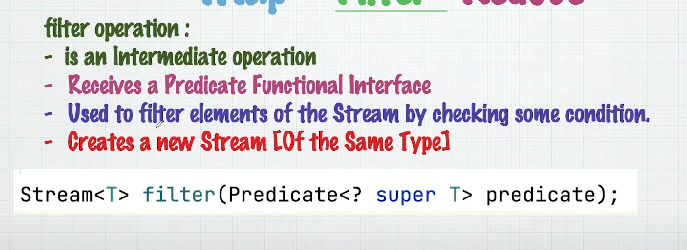 filter operation :
- is an Intermediate operation
- Receives a Predicate Functional Interface
- Used to filter elements of the Stream by checking some condition.
- Creates a new Stream [Of the Same Type]
Stream<T> filter(Predicate<? super T> predicate);